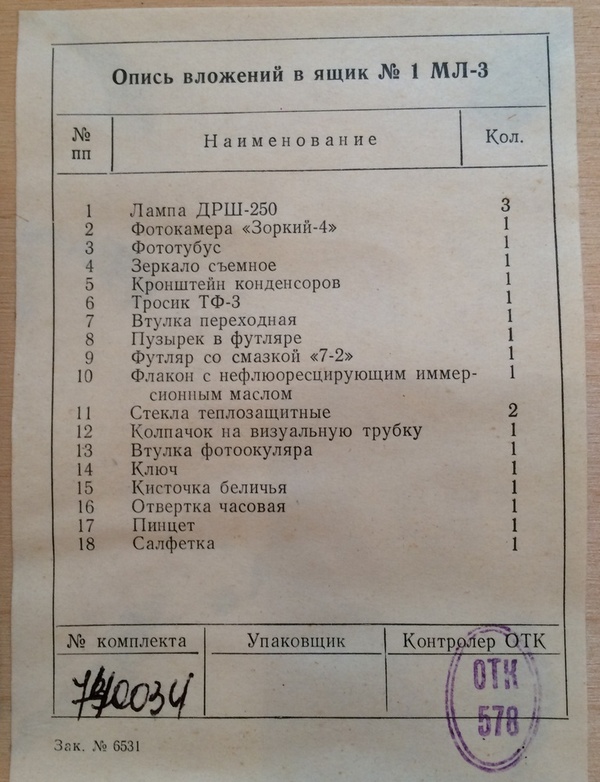 Опись вложений в ящик № 1 МЛ-3
№ пп Наименование Кол.
1 Лампа ДРШ-250 3
2 Фотокамера «Зоркий-4» 1
3 Фототубус 1
4 Зеркало съемное 1
5 Кронштейн конденсоров 1
6 Тросик ТФ-3 1
7 Втулка переходная 1
8 Пузырек в футляре 1
9 Футляр со смазкой «7-2» 1
10 Флакон с нефлюоресцирующим иммер- 1
сионным маслом
11 Стекла теплозащитные 2
12 Колпачок на визуальную трубку 1
13 Втулка фотоокуляра 1
14 Ключ 1
15 Кисточка беличья 1
16 Отвертка часовая 1
17 Пинцет 1
18 Салфетка 1
№ комплекта Упаковщик Контролер ОТК
ОТК
578
Зак. № 6531